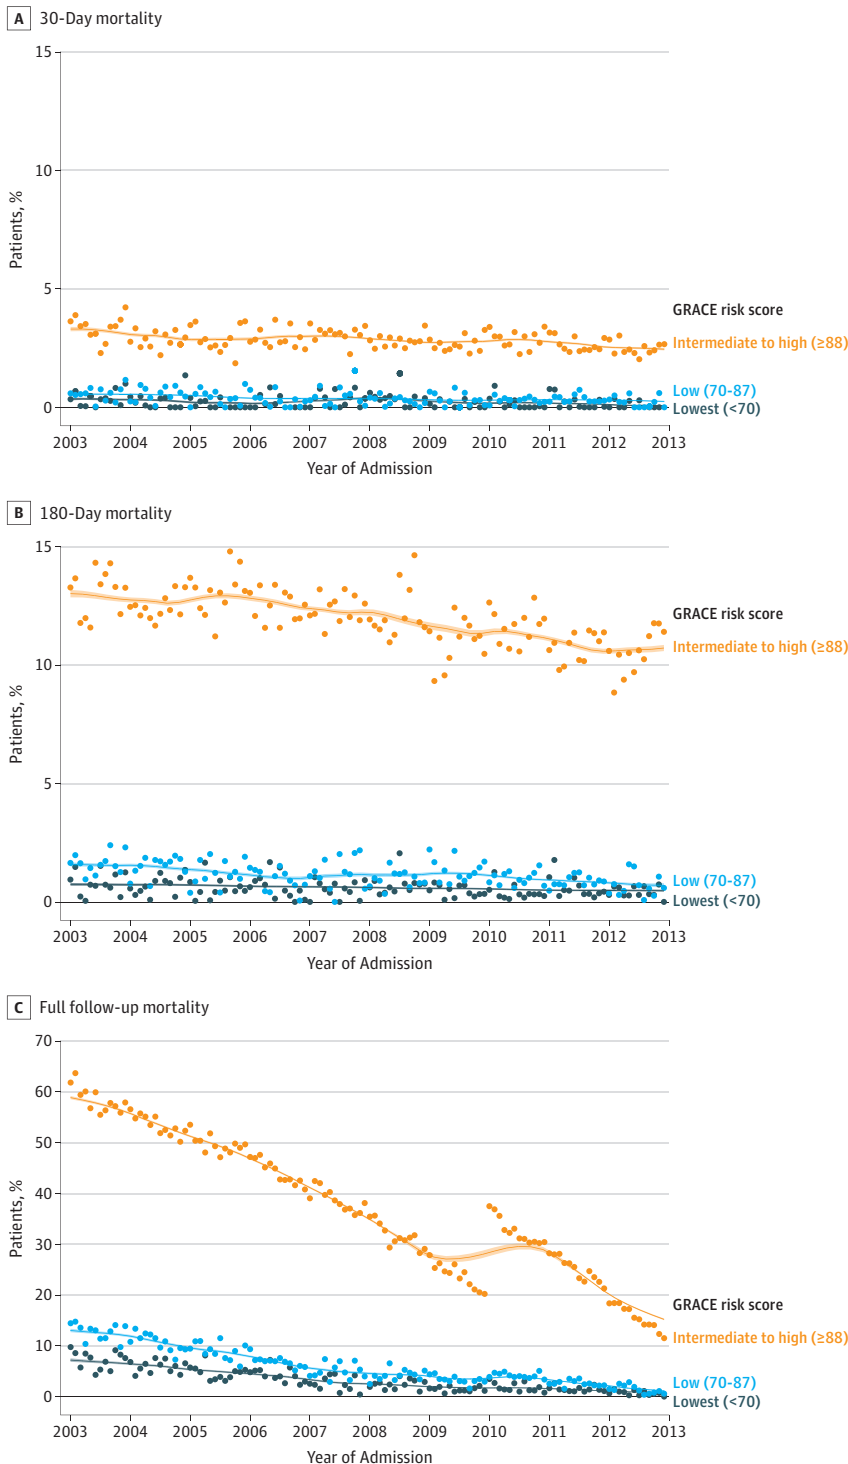 A 30-Day mortality
15
10
5
0
Patients, %
GRACE risk score
Intermediate to high (≥88)
Low (70-87)
Lowest (<70)
2003 2004 2005 2006 2007 2008 2009 2010 2011 2012 2013
Year of Admission
B 180-Day mortality
15
10
5
0
Patients, %
GRACE risk score
Intermediate to high (≥88)
Low (70-87)
Lowest (<70)
2003 2004 2005 2006 2007 2008 2009 2010 2011 2012 2013
Year of Admission
C Full follow-up mortality
70
60
50
40
30
20
10
0
Patients, %
GRACE risk score
Intermediate to high (≥88)
Low (70-87)
Lowest (<70)
2003 2004 2005 2006 2007 2008 2009 2010 2011 2012 2013
Year of Admission